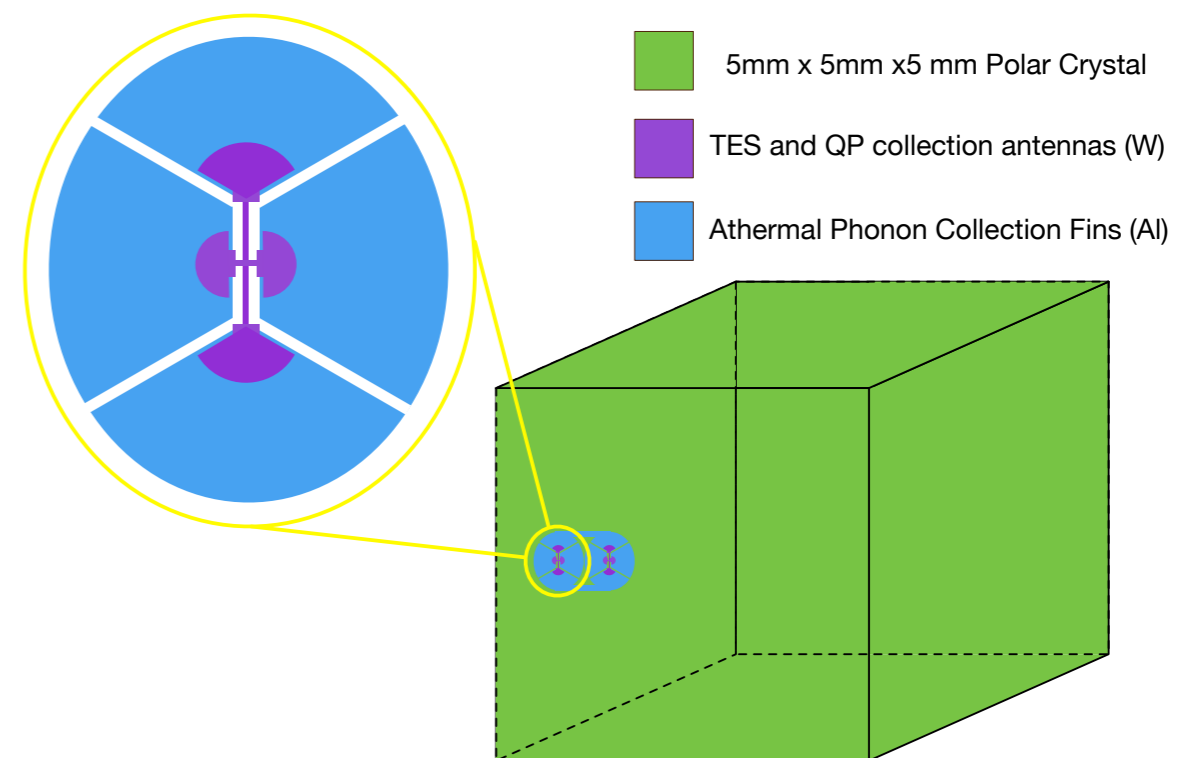 5mm x 5mm x5 mm Polar Crystal
TES and QP collection antennas (W)
Athermal Phonon Collection Fins (Al)